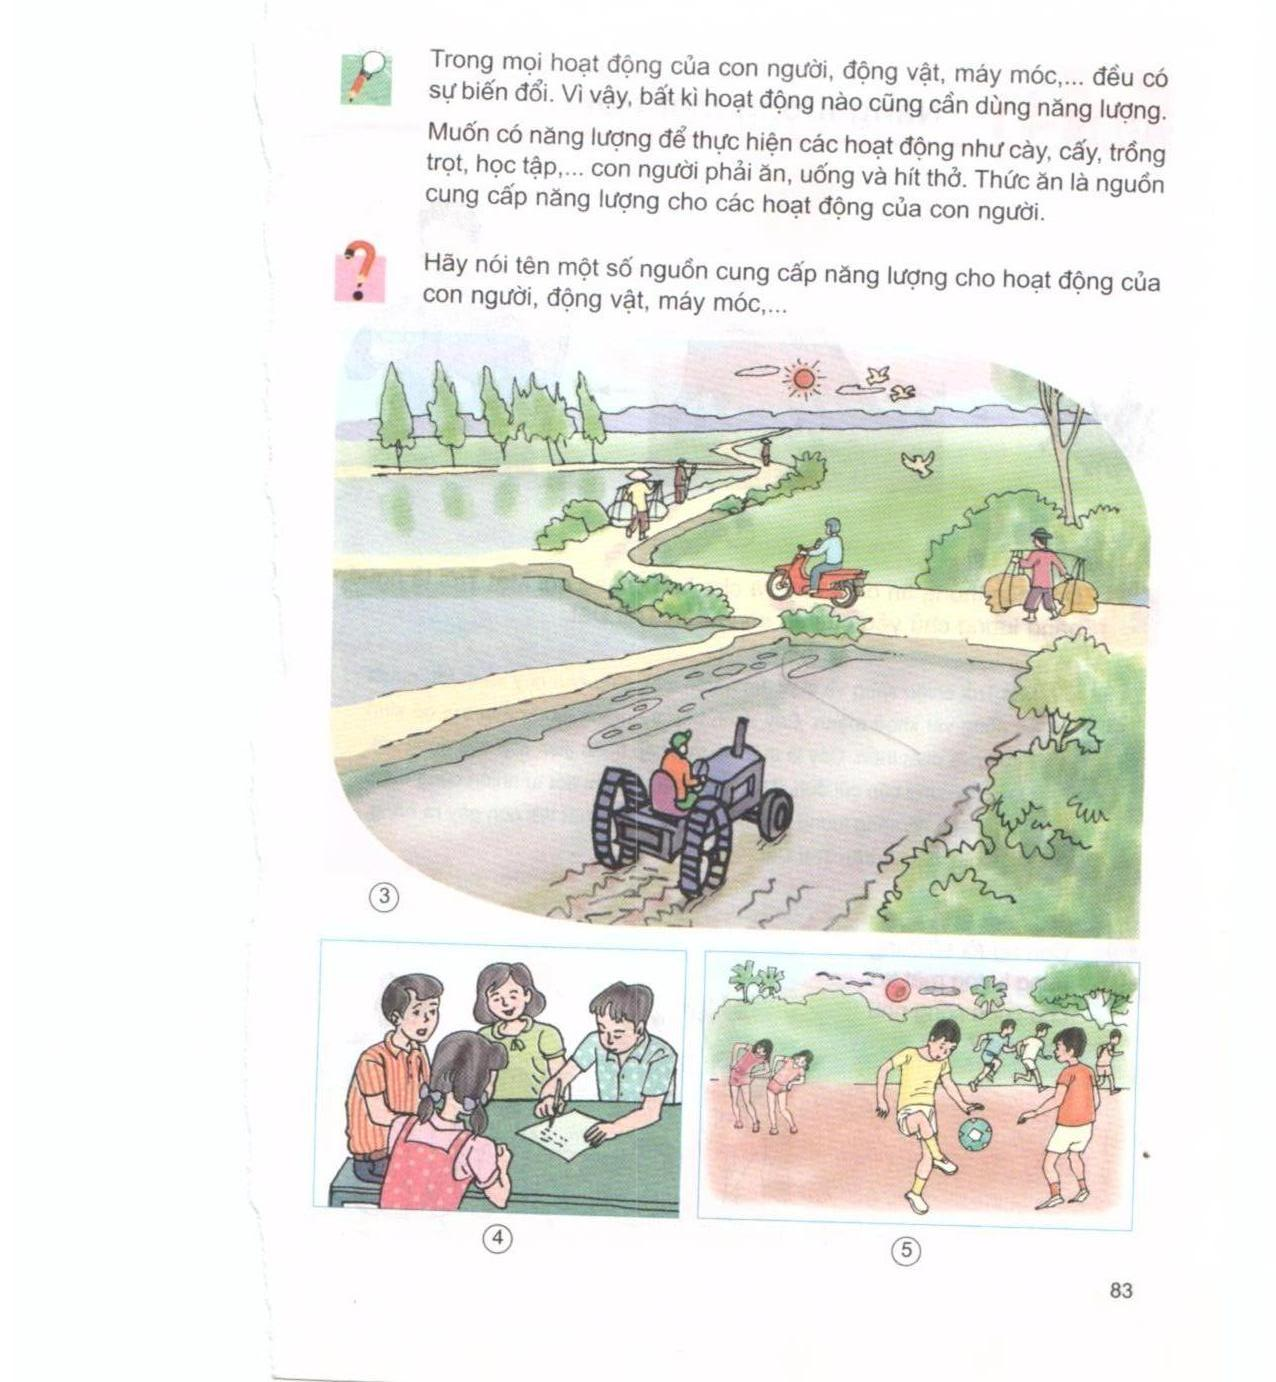 Trong mọi hoạt động của con người, động vật, máy móc,... đều có
sự biến đổi. Vì vậy, bất kì hoạt động nào cũng cần dùng năng lượng.
Muốn có năng lượng để thực hiện các hoạt động như cày, cấy, trồng
trọt, học tập,... con người phải ăn, uống và hít thở. Thức ăn là nguồn
cung cấp năng lượng cho các hoạt động của con người.
Hãy nói tên một số nguồn cung cấp năng lượng cho hoạt động của
con người, động vật, máy móc,...
3
4
5
83